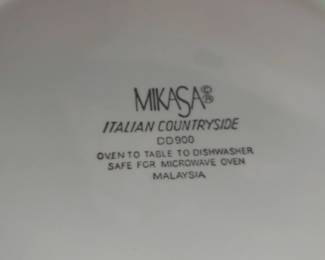 MIKASA©®
ITALIAN COUNTRYSIDE
DD900
OVEN TO TABLE TO DISHWASHER
SAFE FOR MICROWAVE OVEN
MALAYSIA